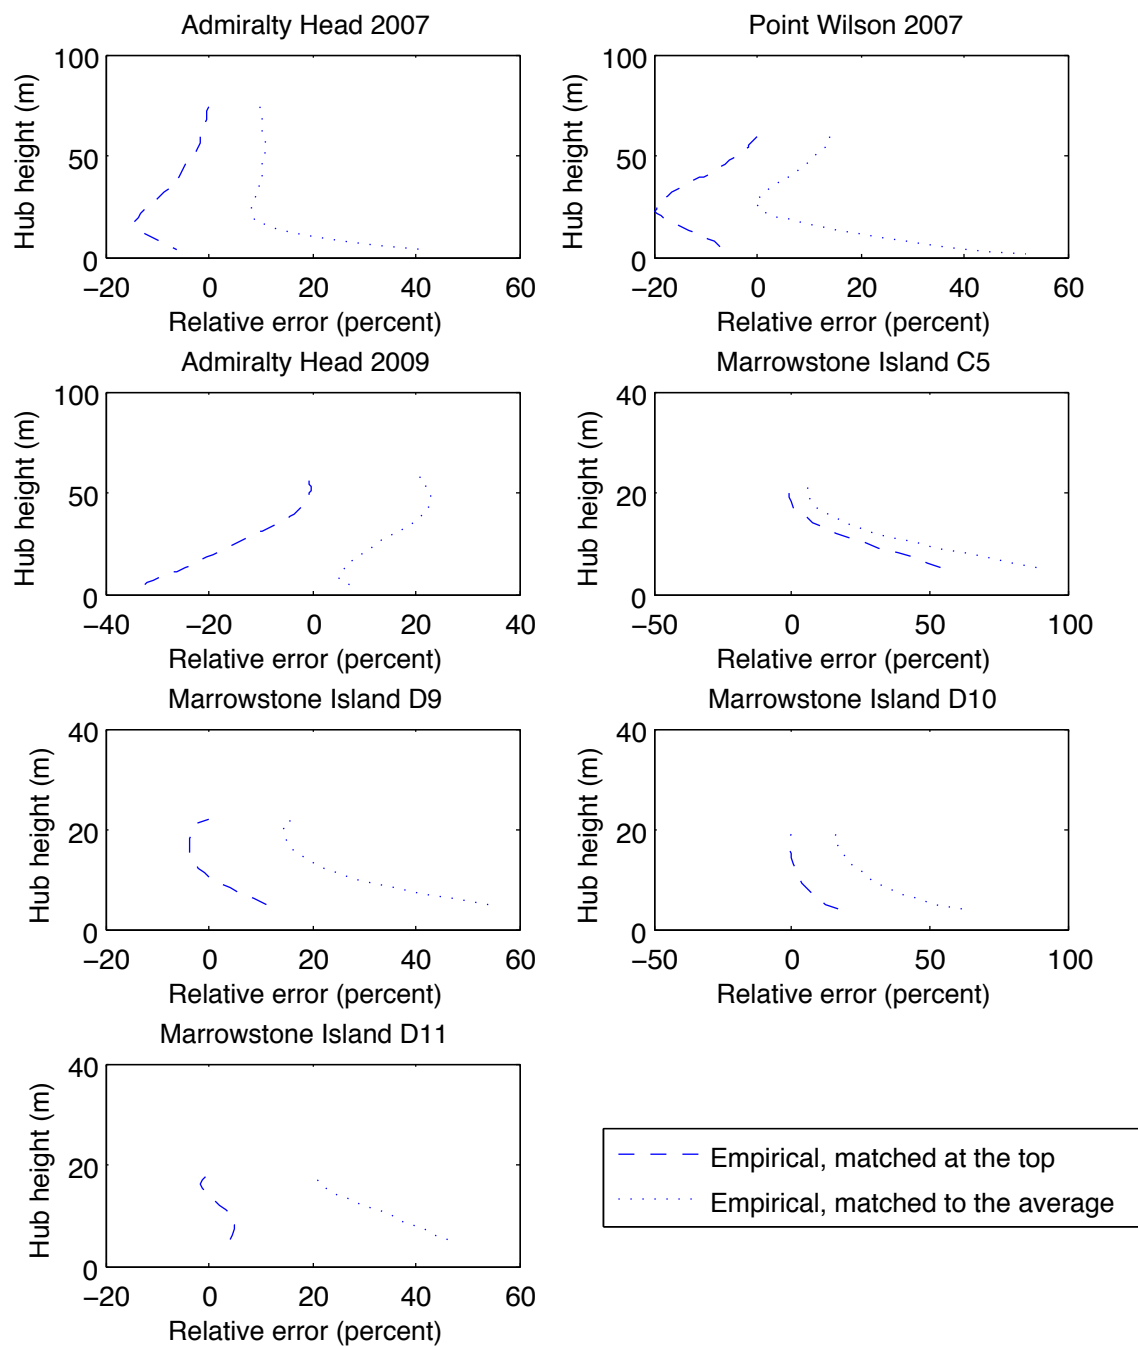 Admiralty Head 2007
100
50
0
Hub height (m)
−20 0 20 40 60
Relative error (percent)
Point Wilson 2007
100
50
0
Hub height (m)
−20 0 20 40 60
Relative error (percent)
Admiralty Head 2009
100
50
0
Hub height (m)
−40 −20 0 20 40
Relative error (percent)
Marrowstone Island C5
40
20
0
Hub height (m)
−50 0 50 100
Relative error (percent)
Marrowstone Island D9
40
20
0
Hub height (m)
−20 0 20 40 60
Relative error (percent)
Marrowstone Island D10
40
20
0
Hub height (m)
−50 0 50 100
Relative error (percent)
Marrowstone Island D11
40
20
0
Hub height (m)
−20 0 20 40 60
Relative error (percent)
Empirical, matched at the top
Empirical, matched to the average